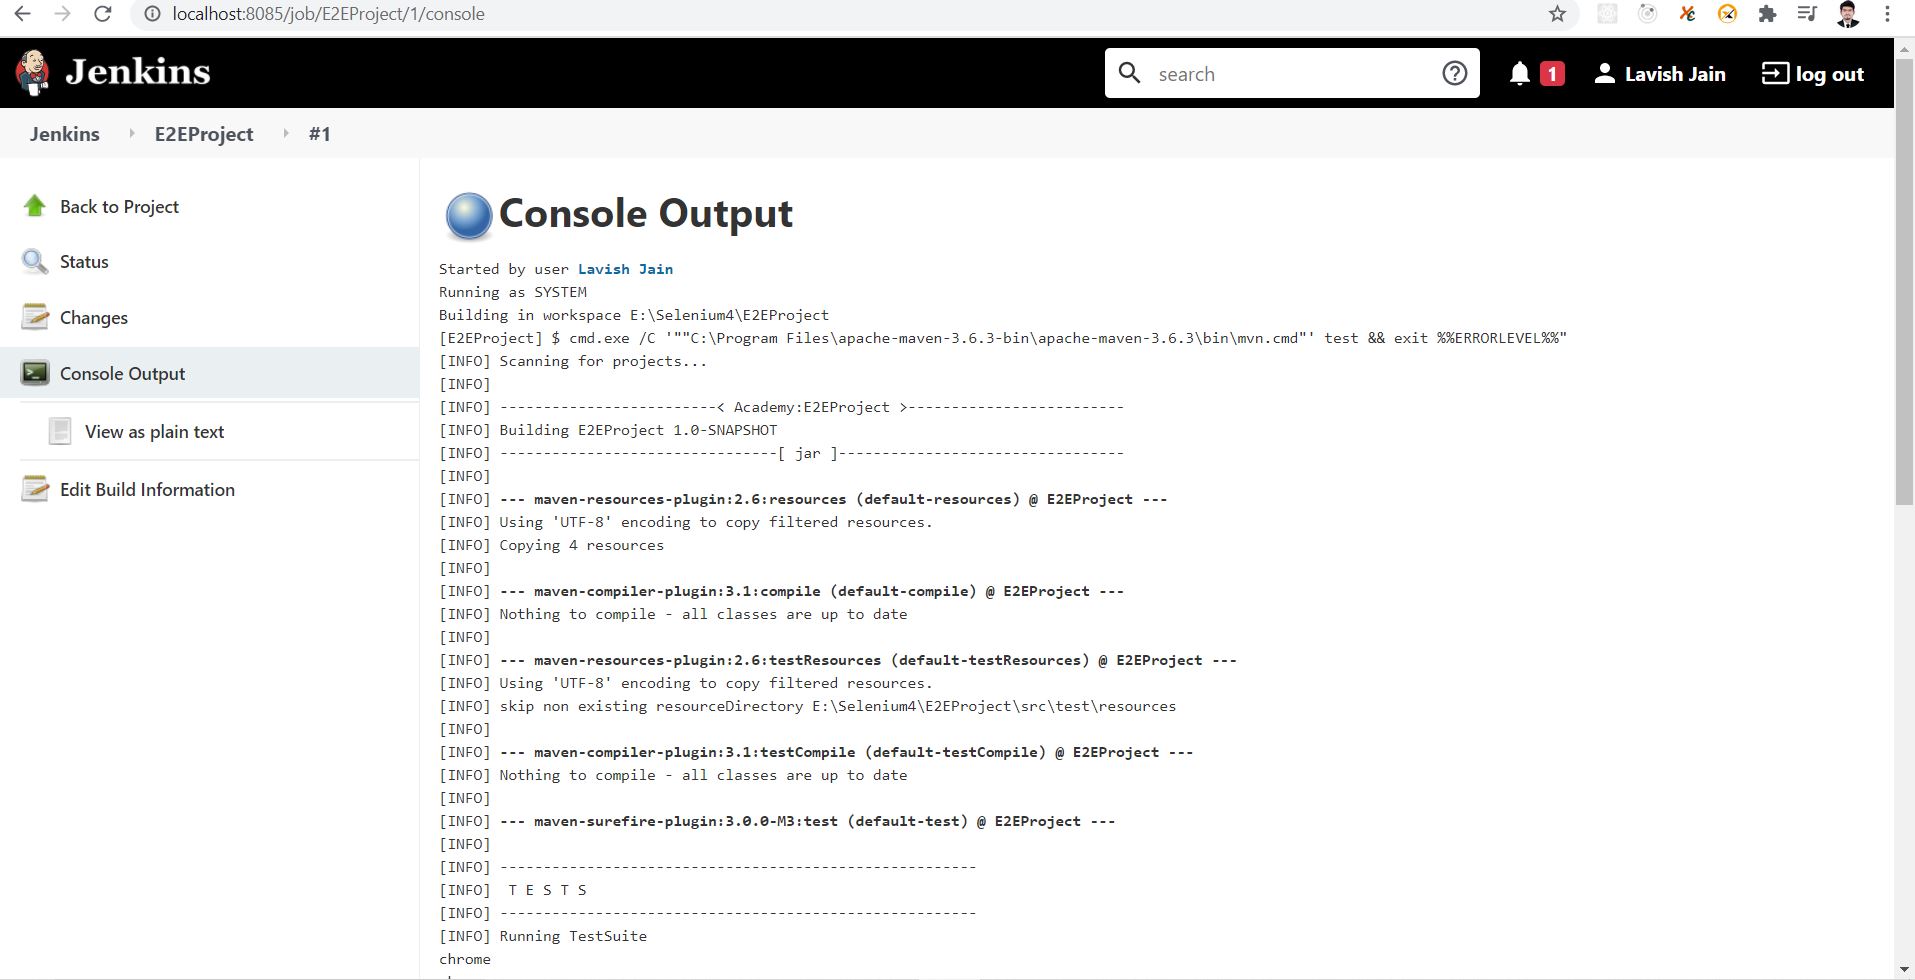 localhost:8085/job/E2EProject/1/console
Jenkins
search
1
Lavish Jain
log out
Jenkins
E2EProject
#1
Back to Project
Status
Changes
Console Output
View as plain text
Edit Build Information
Console Output
Started by user Lavish Jain
Running as SYSTEM
Building in workspace E:\Selenium4\E2EProject
[E2EProject] $ cmd.exe /C '""C:\Program Files\apache-maven-3.6.3-bin\apache-maven-3.6.3\bin\mvn.cmd"' test && exit %%ERRORLEVEL%%"
[INFO] Scanning for projects...
[INFO]
[INFO] -------------------------< Academy:E2EProject >-------------------------
[INFO] Building E2EProject 1.0-SNAPSHOT
[INFO] --------------------------------[ jar ]---------------------------------
[INFO]
[INFO] --- maven-resources-plugin:2.6:resources (default-resources) @ E2EProject ---
[INFO] Using 'UTF-8' encoding to copy filtered resources.
[INFO] Copying 4 resources
[INFO]
[INFO] --- maven-compiler-plugin:3.1:compile (default-compile) @ E2EProject ---
[INFO] Nothing to compile - all classes are up to date
[INFO]
[INFO] --- maven-resources-plugin:2.6:testResources (default-testResources) @ E2EProject ---
[INFO] Using 'UTF-8' encoding to copy filtered resources.
[INFO] skip non existing resourceDirectory E:\Selenium4\E2EProject\src\test\resources
[INFO]
[INFO] --- maven-compiler-plugin:3.1:testCompile (default-testCompile) @ E2EProject ---
[INFO] Nothing to compile - all classes are up to date
[INFO]
[INFO] --- maven-surefire-plugin:3.0.0-M3:test (default-test) @ E2EProject ---
[INFO]
[INFO] -------------------------------------------------------
[INFO]  T E S T S
[INFO] -------------------------------------------------------
[INFO] Running TestSuite
chrome